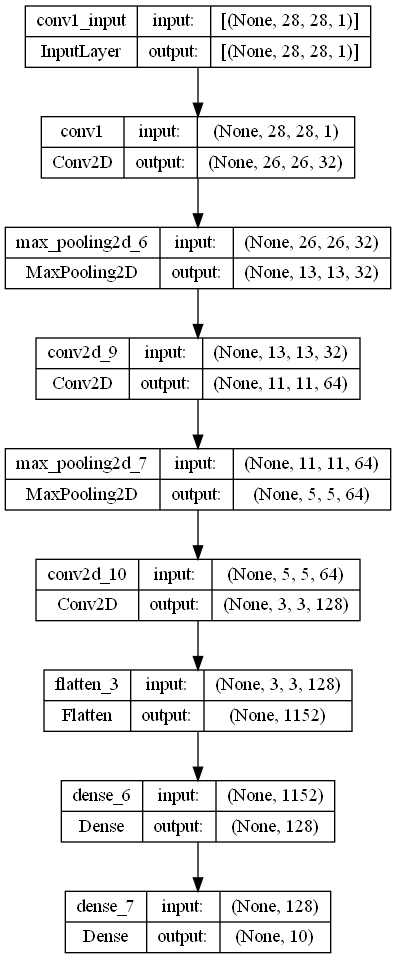 conv1_input input: [(None, 28, 28, 1)]
InputLayer output: [(None, 28, 28, 1)]
conv1 input: (None, 28, 28, 1)
Conv2D output: (None, 26, 26, 32)
max_pooling2d_6 input: (None, 26, 26, 32)
MaxPooling2D output: (None, 13, 13, 32)
conv2d_9 input: (None, 13, 13, 32)
Conv2D output: (None, 11, 11, 64)
max_pooling2d_7 input: (None, 11, 11, 64)
MaxPooling2D output: (None, 5, 5, 64)
conv2d_10 input: (None, 5, 5, 64)
Conv2D output: (None, 3, 3, 128)
flatten_3 input: (None, 3, 3, 128)
Flatten output: (None, 1152)
dense_6 input: (None, 1152)
Dense output: (None, 128)
dense_7 input: (None, 128)
Dense output: (None, 10)